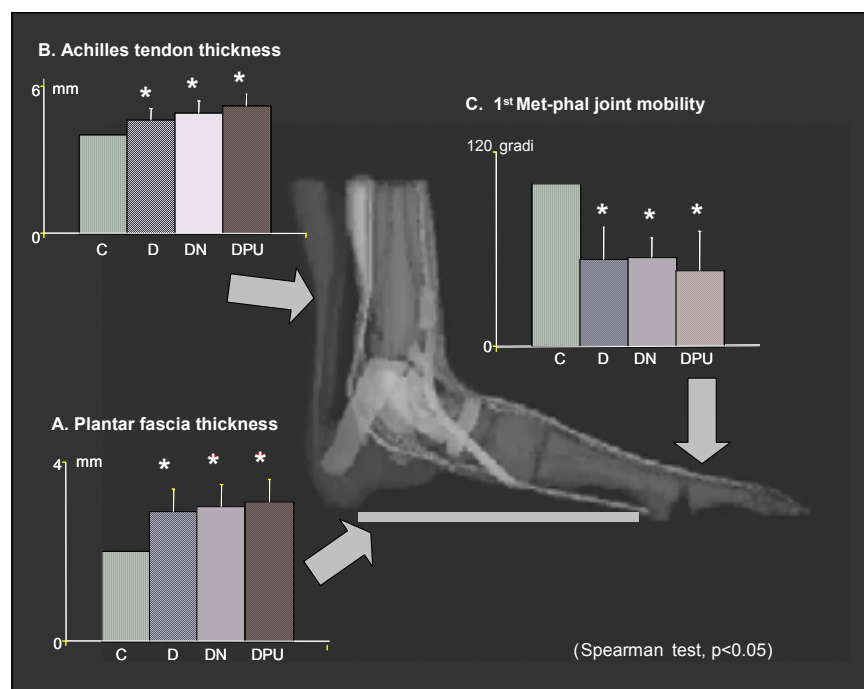 B. Achilles tendon thickness
6 mm
* * *
0
C D DN DPU
C. 1st Met-phal joint mobility
120 gradi
* * *
0
C D DN DPU
A. Plantar fascia thickness
4 mm
* * *
0
C D DN DPU
(Spearman test, p<0.05)